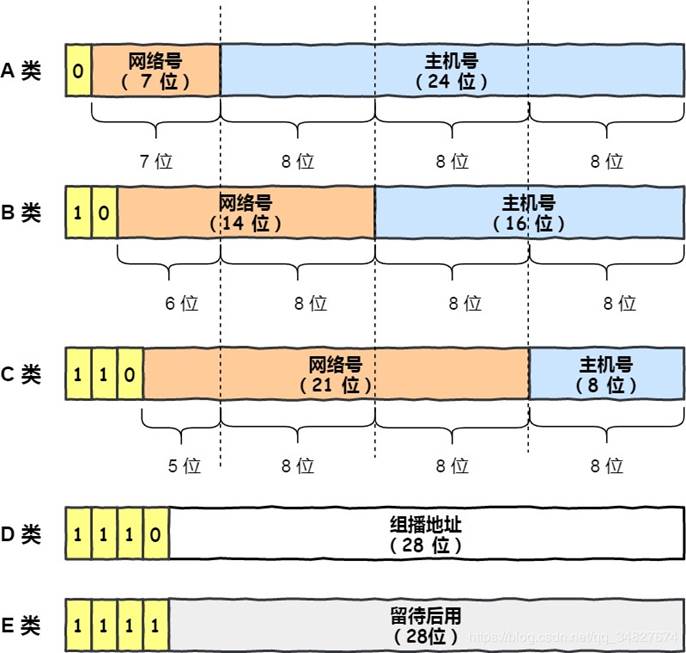 A 类
0
网络号
（ 7 位）
主机号
（24 位）
7 位
8 位
8 位
8 位
B 类
1 0
网络号
（14 位）
主机号
（16 位）
6 位
8 位
8 位
8 位
C 类
1 1 0
网络号
（21 位）
主机号
（8 位）
5 位
8 位
8 位
8 位
D 类
1 1 1 0
组播地址
（28 位）
E 类
1 1 1 1
留待后用
（28位）
https://blog.csdn.net/qq_34827674